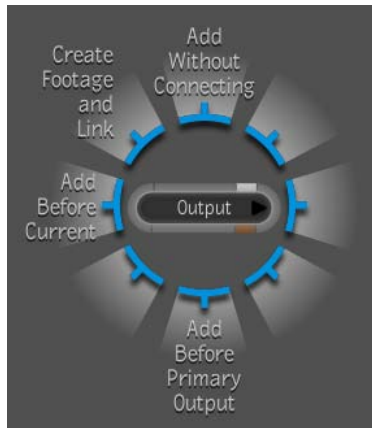 Add
Without
Connecting
Create
Footage
and
Link
Add
Before
Current
Output
Add
Before
Primary
Output